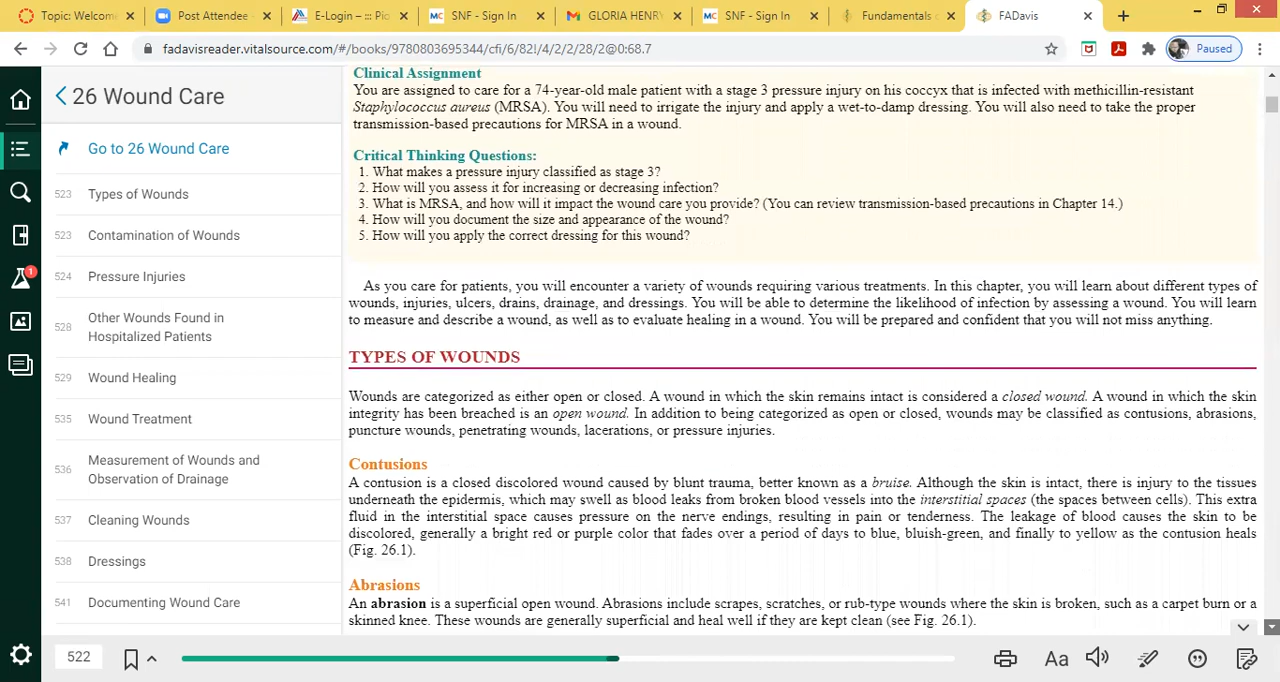 Topic: Welcome
Post Attendee -
E-Login – ::: Pio
SNF - Sign In
GLORIA HENRY
SNF - Sign In
Fundamentals o
FADavis
fadavisreader.vitalsource.com/#/books/9780803695344/cfi/6/82!/4/2/2/28/2@0:68.7
Paused
26 Wound Care
Go to 26 Wound Care
523 Types of Wounds
523 Contamination of Wounds
524 Pressure Injuries
528 Other Wounds Found in
Hospitalized Patients
529 Wound Healing
535 Wound Treatment
536 Measurement of Wounds and
Observation of Drainage
537 Cleaning Wounds
538 Dressings
541 Documenting Wound Care
1
Clinical Assignment
You are assigned to care for a 74-year-old male patient with a stage 3 pressure injury on his coccyx that is infected with methicillin-resistant
Staphylococcus aureus (MRSA). You will need to irrigate the injury and apply a wet-to-damp dressing. You will also need to take the proper
transmission-based precautions for MRSA in a wound.
Critical Thinking Questions:
1. What makes a pressure injury classified as stage 3?
2. How will you assess it for increasing or decreasing infection?
3. What is MRSA, and how will it impact the wound care you provide? (You can review transmission-based precautions in Chapter 14.)
4. How will you document the size and appearance of the wound?
5. How will you apply the correct dressing for this wound?
As you care for patients, you will encounter a variety of wounds requiring various treatments. In this chapter, you will learn about different types of
wounds, injuries, ulcers, drains, drainage, and dressings. You will be able to determine the likelihood of infection by assessing a wound. You will learn
to measure and describe a wound, as well as to evaluate healing in a wound. You will be prepared and confident that you will not miss anything.
TYPES OF WOUNDS
Wounds are categorized as either open or closed. A wound in which the skin remains intact is considered a closed wound. A wound in which the skin
integrity has been breached is an open wound. In addition to being categorized as open or closed, wounds may be classified as contusions, abrasions,
puncture wounds, penetrating wounds, lacerations, or pressure injuries.
Contusions
A contusion is a closed discolored wound caused by blunt trauma, better known as a bruise. Although the skin is intact, there is injury to the tissues
underneath the epidermis, which may swell as blood leaks from broken blood vessels into the interstitial spaces (the spaces between cells). This extra
fluid in the interstitial space causes pressure on the nerve endings, resulting in pain or tenderness. The leakage of blood causes the skin to be
discolored, generally a bright red or purple color that fades over a period of days to blue, bluish-green, and finally to yellow as the contusion heals
(Fig. 26.1).
Abrasions
An abrasion is a superficial open wound. Abrasions include scrapes, scratches, or rub-type wounds where the skin is broken, such as a carpet burn or a
skinned knee. These wounds are generally superficial and heal well if they are kept clean (see Fig. 26.1).
522
Aa